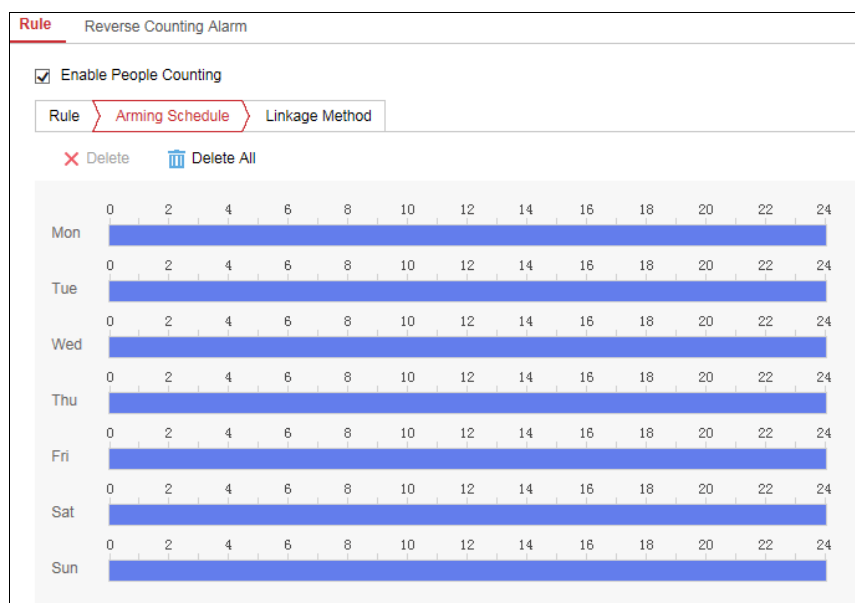 Rule Reverse Counting Alarm
Enable People Counting
Rule Arming Schedule Linkage Method
Delete Delete All
0 2 4 6 8 10 12 14 16 18 20 22 24
Mon
0 2 4 6 8 10 12 14 16 18 20 22 24
Tue
0 2 4 6 8 10 12 14 16 18 20 22 24
Wed
0 2 4 6 8 10 12 14 16 18 20 22 24
Thu
0 2 4 6 8 10 12 14 16 18 20 22 24
Fri
0 2 4 6 8 10 12 14 16 18 20 22 24
Sat
0 2 4 6 8 10 12 14 16 18 20 22 24
Sun